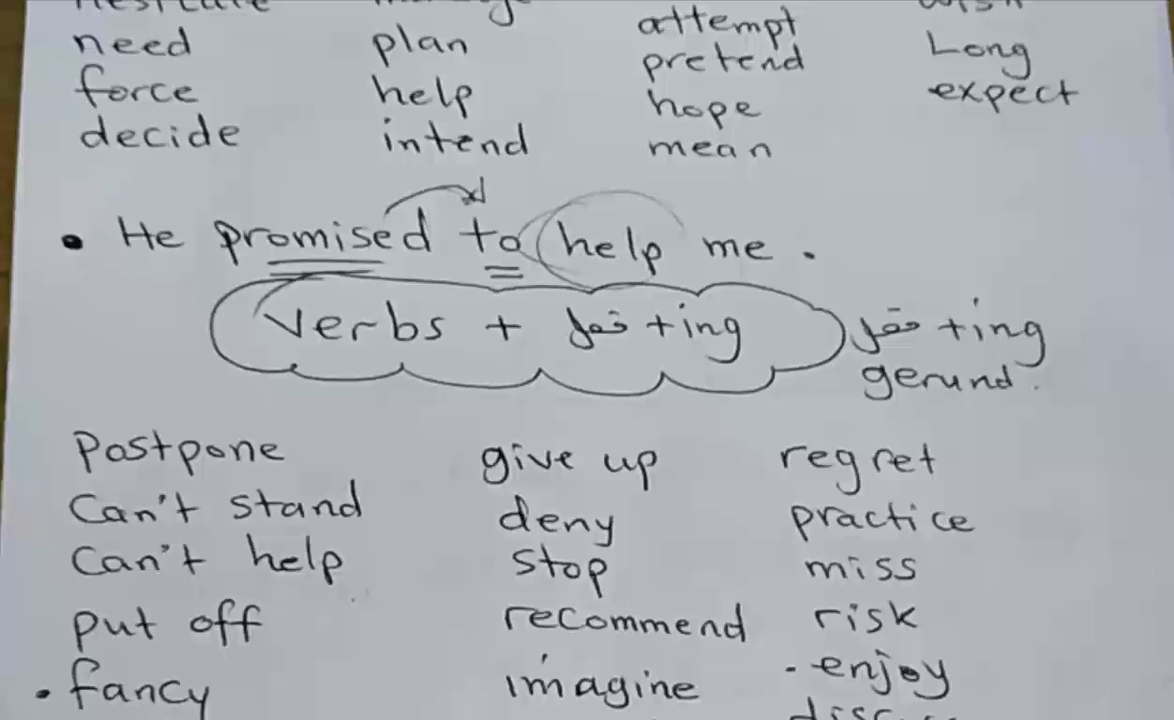 need plan attempt Long
force help pretend expect
decide intend hope
mean
• He promised to help me.
Verbs + فعل + ing فعل + ing
gerund.
Postpone give up regret
Can't stand deny practice
Can't help stop miss
put off recommend risk
• fancy imagine - enjoy